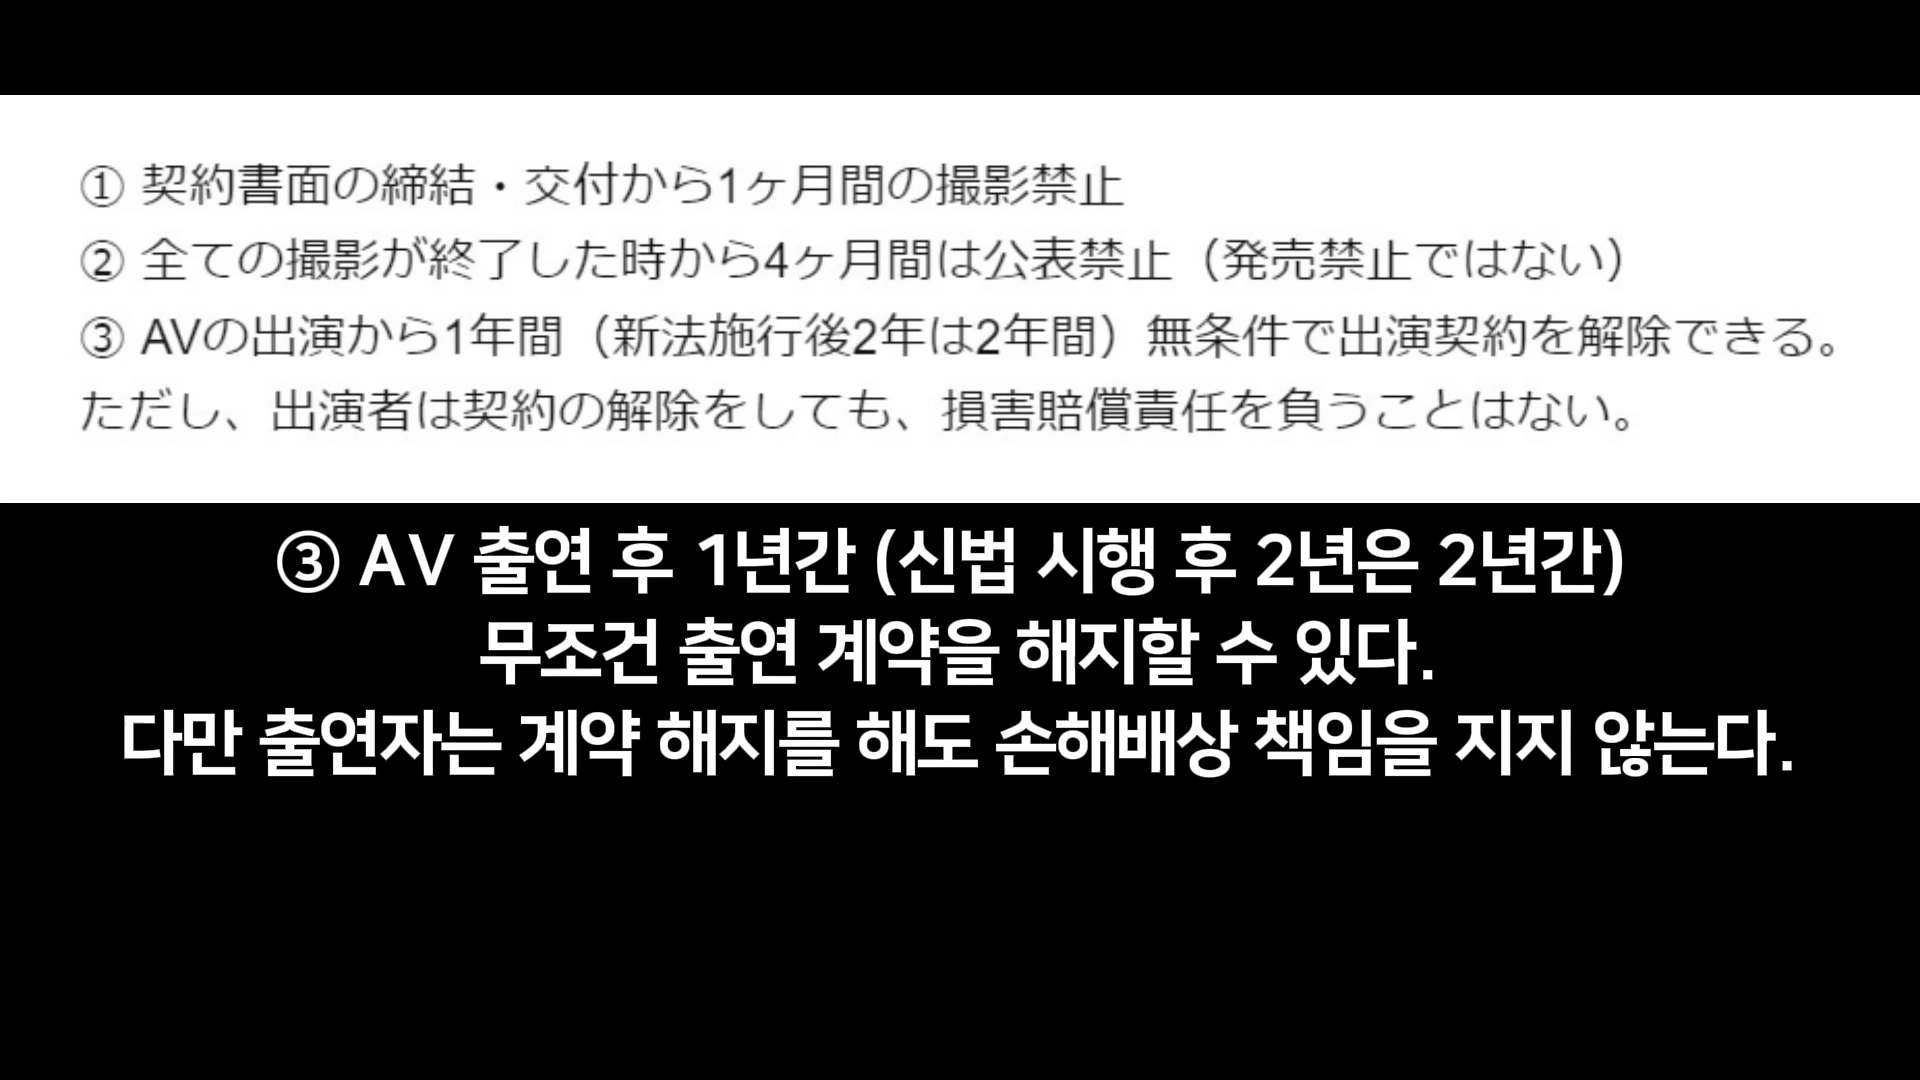 ① 契約書面の締結・交付から1ヶ月間の撮影禁止
② 全ての撮影が終了した時から4ヶ月間は公表禁止（発売禁止ではない）
③ AVの出演から1年間（新法施行後2年は2年間）無条件で出演契約を解除できる。
ただし、出演者は契約の解除をしても、損害賠償責任を負うことはない。
③ AV 출연 후 1년간 (신법 시행 후 2년은 2년간)
무조건 출연 계약을 해지할 수 있다.
다만 출연자는 계약 해지를 해도 손해배상 책임을 지지 않는다.